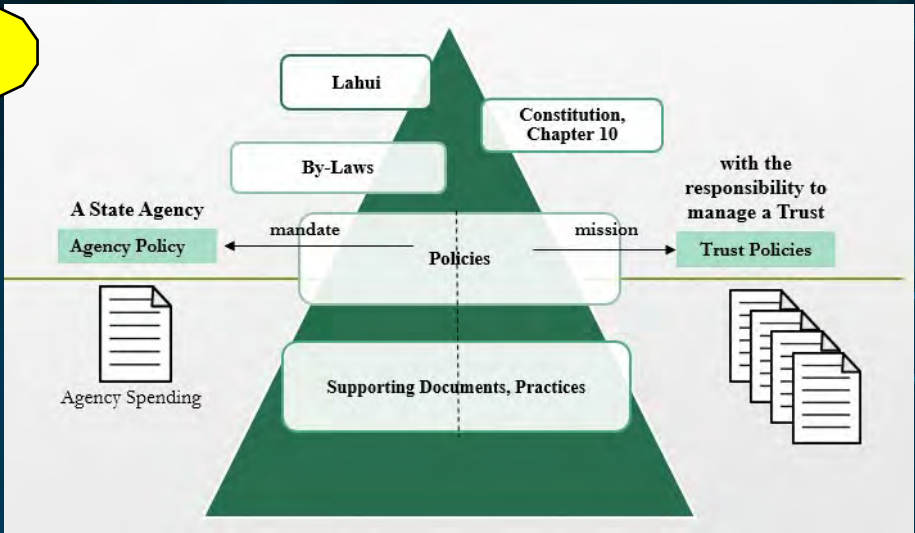 Lahui
Constitution,
Chapter 10
By-Laws
with the
responsibility to
manage a Trust
A State Agency
mandate
mission
Agency Policy
Policies
Trust Policies
Supporting Documents, Practices
Agency Spending